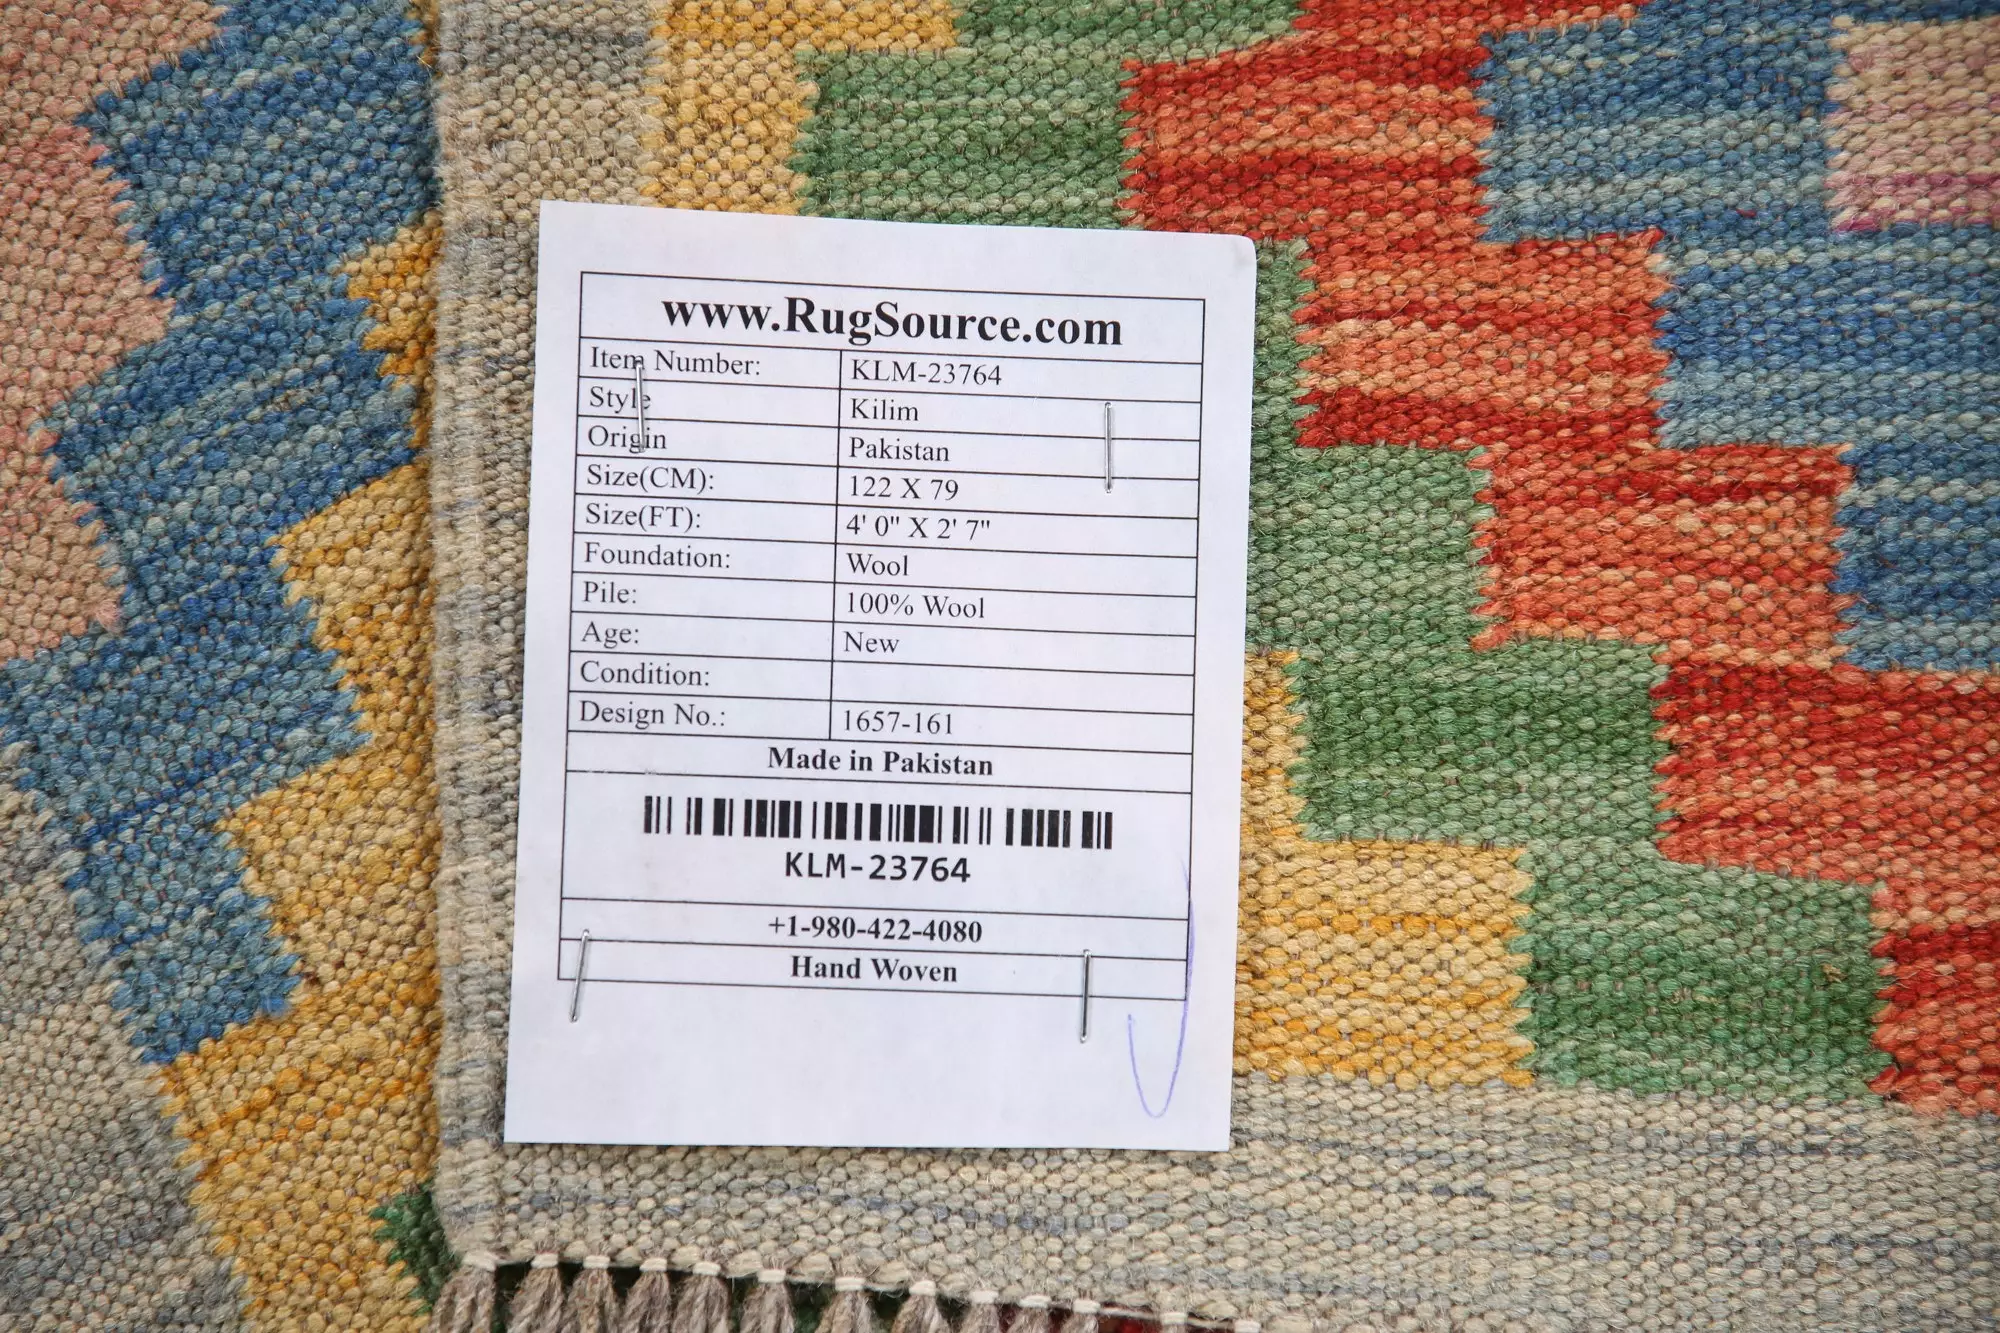 www.RugSource.com
Item Number: KLM-23764
Style Kilim
Origin Pakistan
Size(CM): 122 X 79
Size(FT): 4' 0" X 2' 7"
Foundation: Wool
Pile: 100% Wool
Age: New
Condition:
Design No.: 1657-161
Made in Pakistan
KLM-23764
+1-980-422-4080
Hand Woven